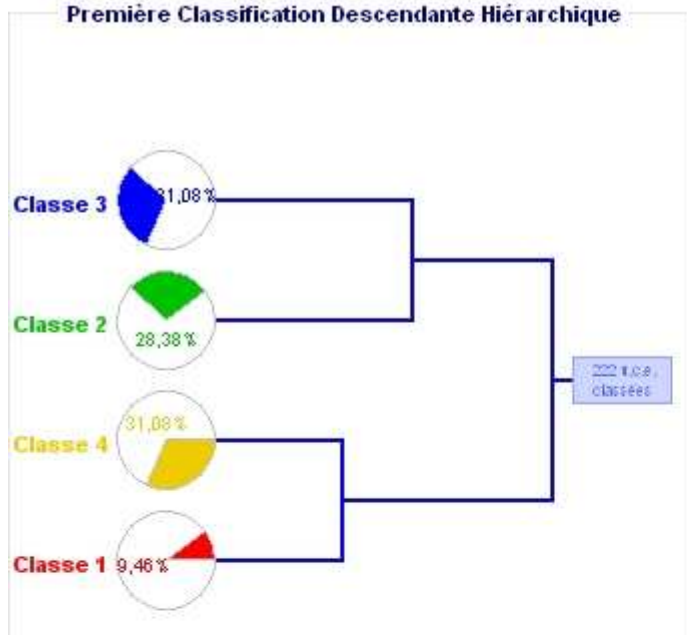 Première Classification Descendante Hiérarchique
Classe 3
31,08 %
Classe 2
28,38 %
Classe 4
31,08 %
Classe 1
9,46 %
222 u.c.e.
classées